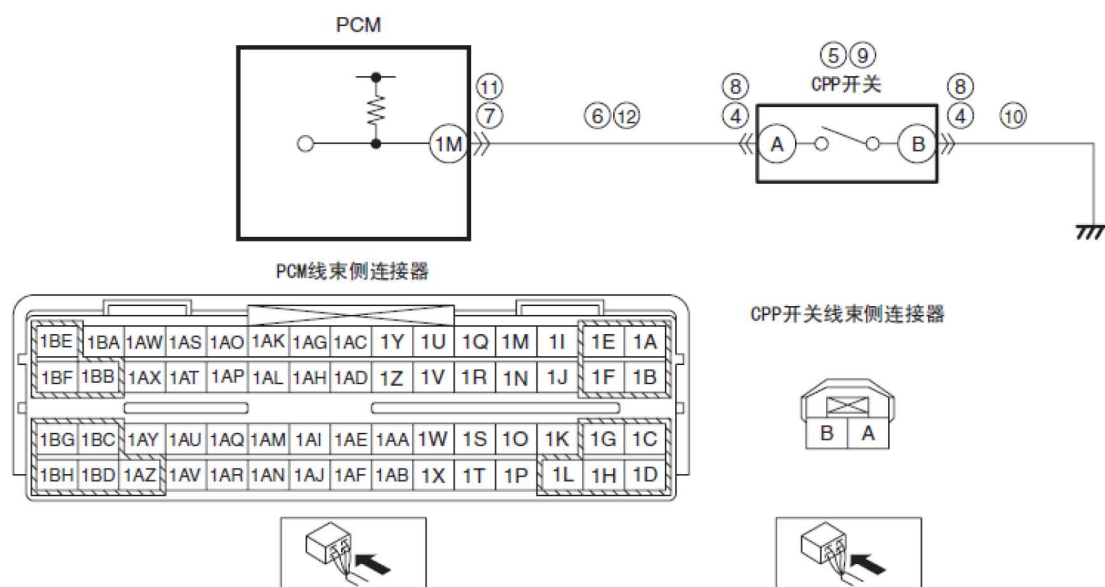 PCM
⑪
⑦
1M
⑥⑫
⑧
④
⑤⑨
CPP开关
A
B
⑧
④
⑩
PCM线束侧连接器
1BE 1BA 1AW 1AS 1AO 1AK 1AG 1AC 1Y 1U 1Q 1M 1I 1E 1A
1BF 1BB 1AX 1AT 1AP 1AL 1AH 1AD 1Z 1V 1R 1N 1J 1F 1B
1BG 1BC 1AY 1AU 1AQ 1AM 1AI 1AE 1AA 1W 1S 1O 1K 1G 1C
1BH 1BD 1AZ 1AV 1AR 1AN 1AJ 1AF 1AB 1X 1T 1P 1L 1H 1D
CPP开关线束侧连接器
B A